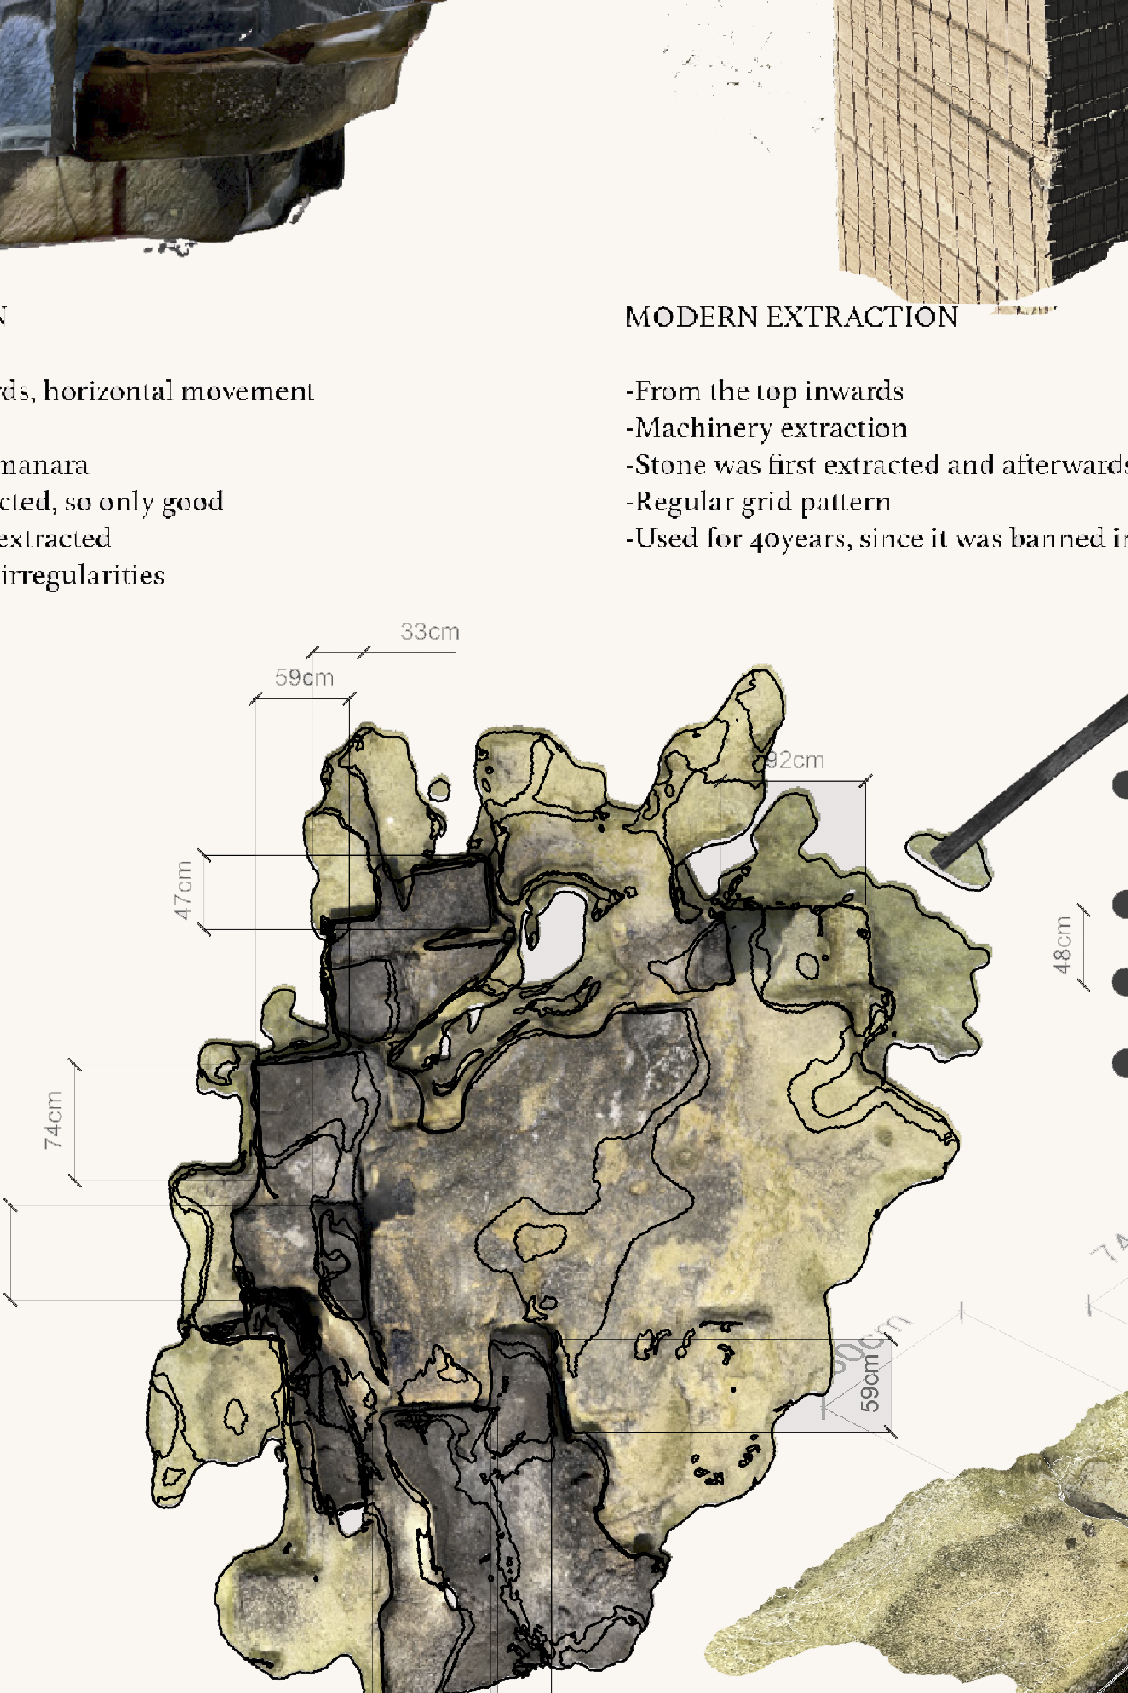 MODERN EXTRACTION
horizontal movement
-From the top inwards
manara
-Machinery extraction
so only good
-Stone was first extracted and afterwards
extracted
-Regular grid pattern
irregularities
-Used for 40years, since it was banned
33cm
59cm
92cm
47cm
48cm
74cm
59cm